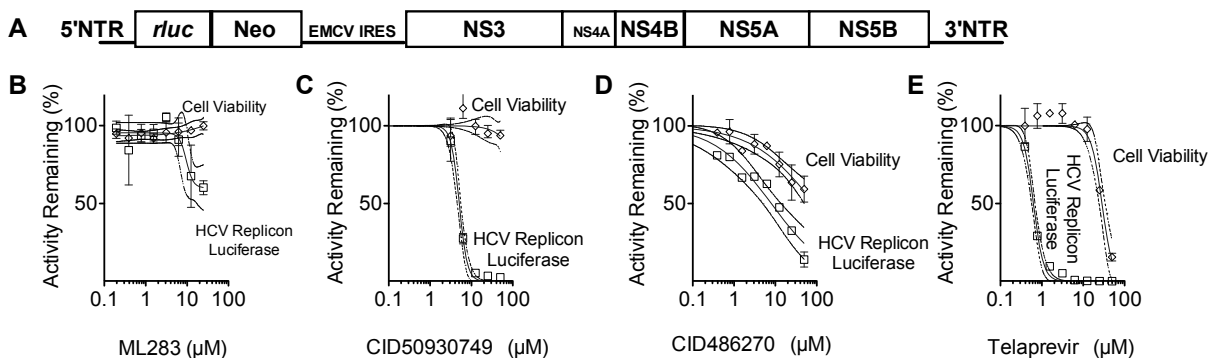 A
5'NTR rluc Neo EMCV IRES NS3 NS4A NS4B NS5A NS5B 3'NTR
B
Activity Remaining (%)
100
50
0.1 1 10 100
Cell Viability
HCV Replicon
Luciferase
ML283 (µM)
C
Activity Remaining (%)
100
50
0.1 1 10 100
Cell Viability
HCV Replicon
Luciferase
CID50930749 (µM)
D
Activity Remaining (%)
100
50
0.1 1 10 100
Cell Viability
HCV Replicon
Luciferase
CID486270 (µM)
E
Activity Remaining (%)
100
50
0.1 1 10 100
Cell Viability
HCV Replicon
Luciferase
Telaprevir (µM)